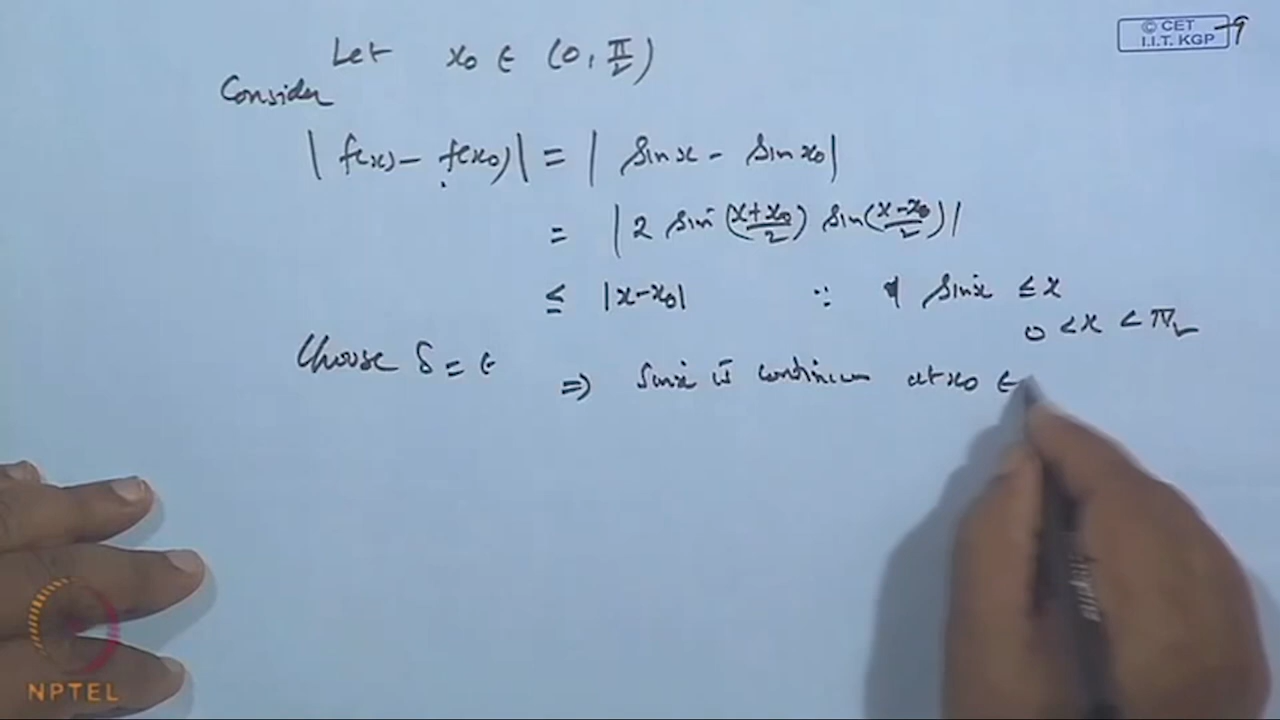 © CET
I.I.T. KGP
9
Let x₀ ∈ (0, π/2)
Consider
|f(x) - f(x₀)| = | Sin x - Sin x₀|
= |2 sin (x+x₀/2) sin(x-x₀/2)|
≤ |x-x₀| ∵ Sin x ≤ x
0 < x < π/2
Choose δ = ε
⇒ Sin x is continuous at x₀ ∈
NPTEL